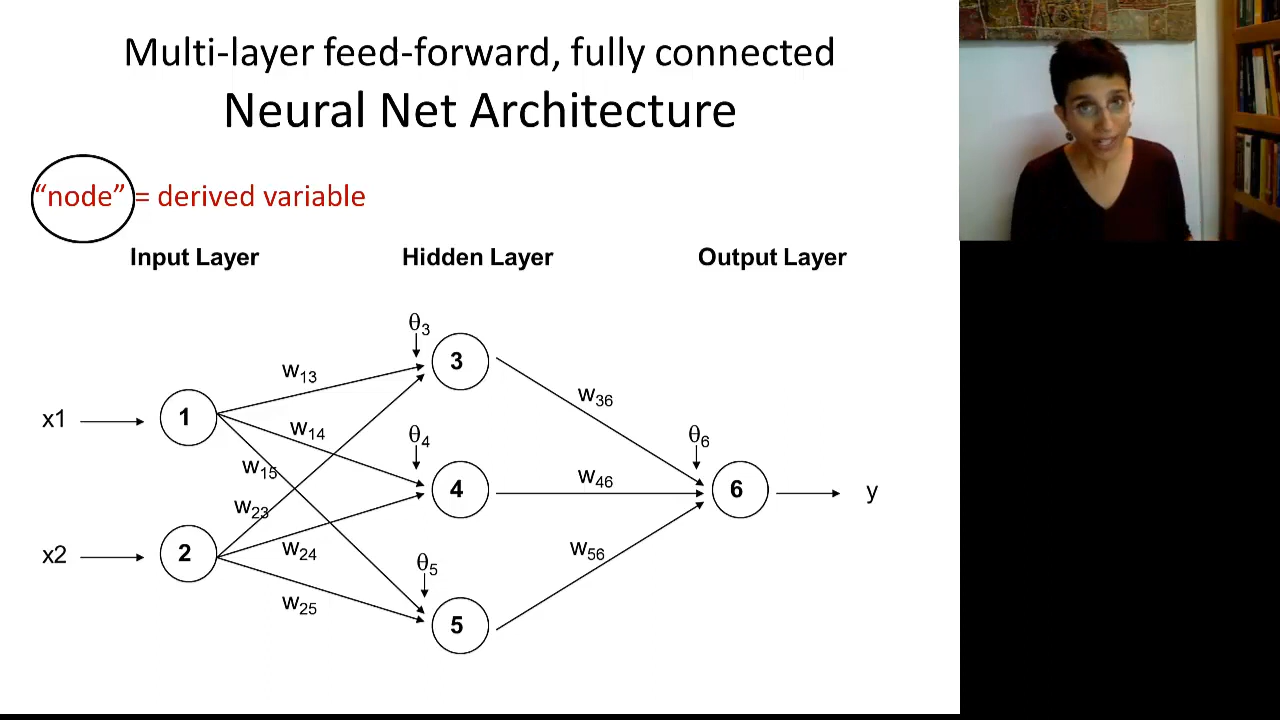 Multi-layer feed-forward, fully connected
Neural Net Architecture
“node” = derived variable
Input Layer
Hidden Layer
Output Layer
θ3
3
w13
w36
x1
1
w14
θ4
θ6
w15
w46
4
6
y
w23
x2
2
w24
w56
θ5
w25
5